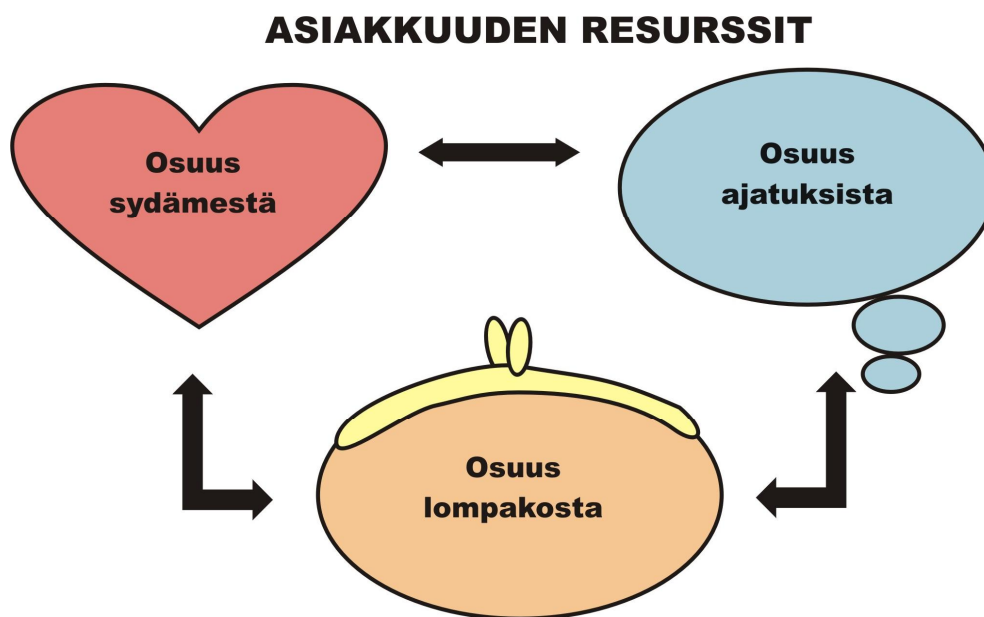 ASIAKKUUDEN RESURSSIT
Osuus
sydämestä
Osuus
ajatuksista
Osuus
lompakosta